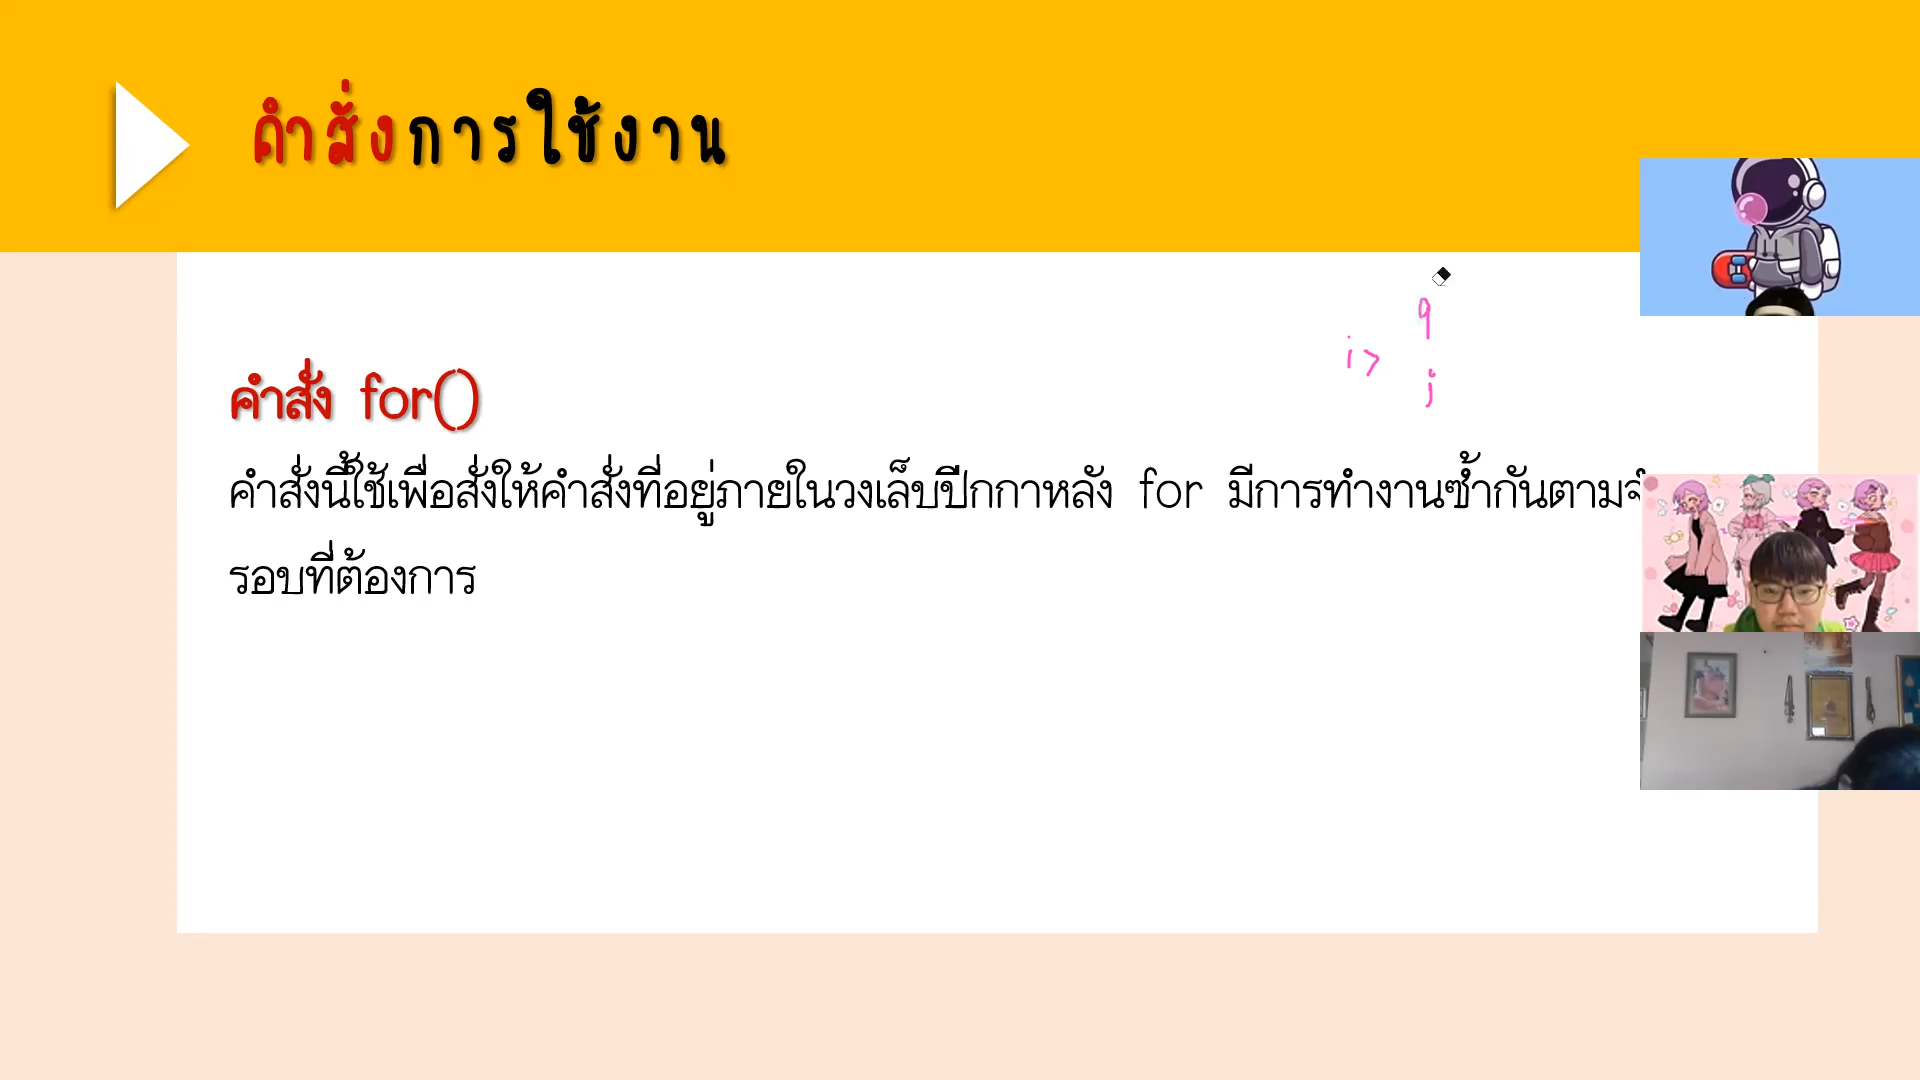 คำสั่งการใช้งาน
9
i >
j
คำสั่ง for()
คำสั่งนี้ใช้เพื่อสั่งให้คำสั่งที่อยู่ภายในวงเล็บปีกกาหลัง for มีการทำงานซ้ำกันตาม
รอบที่ต้องการ